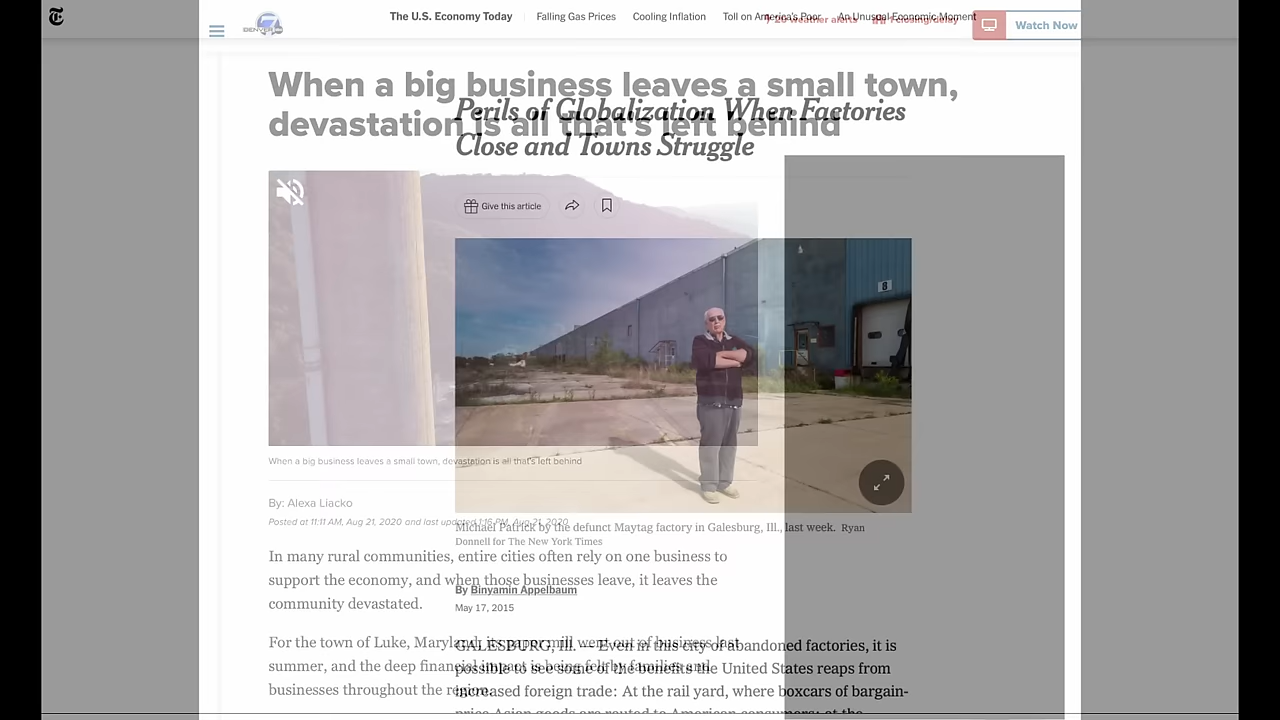 The U.S. Economy Today Falling Gas Prices Cooling Inflation Toll on America's Poor An Unusual Economic Moment
DENVER 7
weather alerts
Closing/delay
Watch Now
When a big business leaves a small town,
devastation is all that's left behind
Perils of Globalization When Factories
Close and Towns Struggle
Give this article
8
When a big business leaves a small town, devastation is all that's left behind
By: Alexa Liacko
Posted at 11:11 AM, Aug 21, 2020 and last updated 1:16 PM, Aug 21, 2020
In many rural communities, entire cities often rely on one business to
support the economy, and when those businesses leave, it leaves the
community devastated.
For the town of Luke, Maryland, its paper mill went out of business last
summer, and the deep financial impact is being felt by families and
businesses throughout the region.
Michael Patrick by the defunct Maytag factory in Galesburg, Ill., last week. Ryan
Donnell for The New York Times
By Binyamin Appelbaum
May 17, 2015
GALESBURG, Ill. — Even in this city of abandoned factories, it is
possible to see some of the benefits the United States reaps from
increased foreign trade: At the rail yard, where boxcars of bargain-
price Asian goods are routed to American consumers; at the